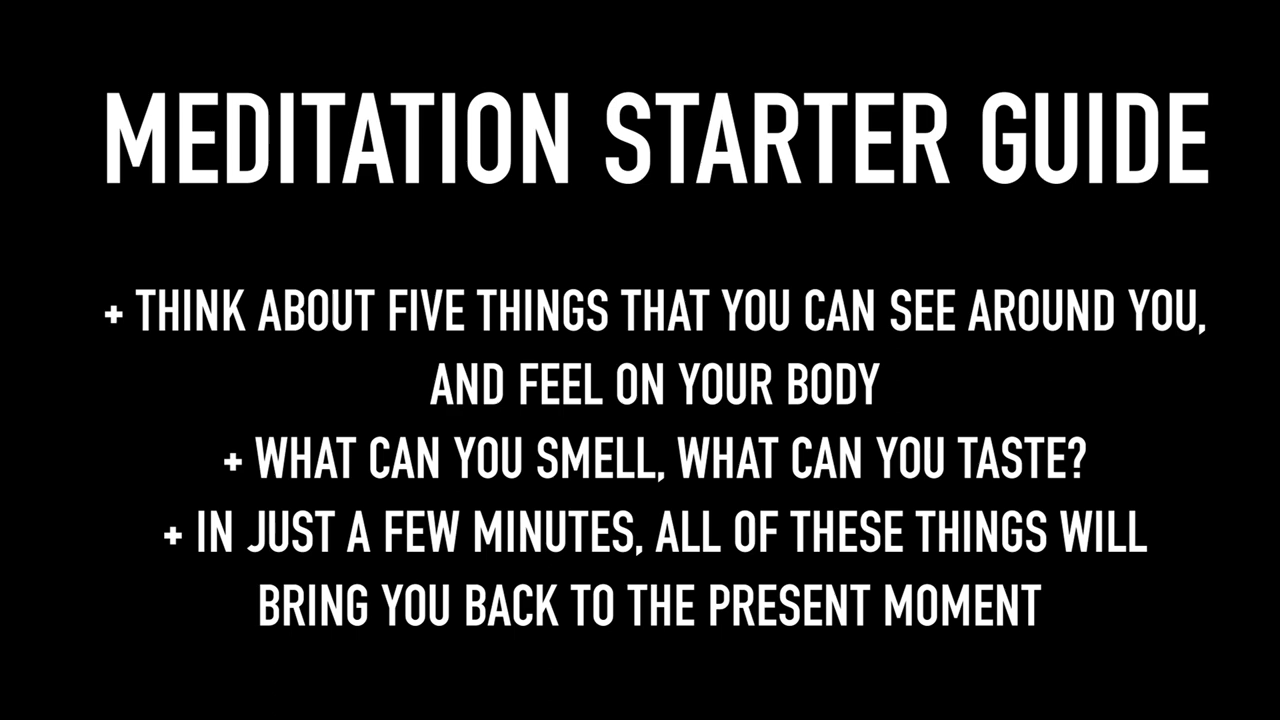 MEDITATION STARTER GUIDE
+ THINK ABOUT FIVE THINGS THAT YOU CAN SEE AROUND YOU,
AND FEEL ON YOUR BODY
+ WHAT CAN YOU SMELL, WHAT CAN YOU TASTE?
+ IN JUST A FEW MINUTES, ALL OF THESE THINGS WILL
BRING YOU BACK TO THE PRESENT MOMENT